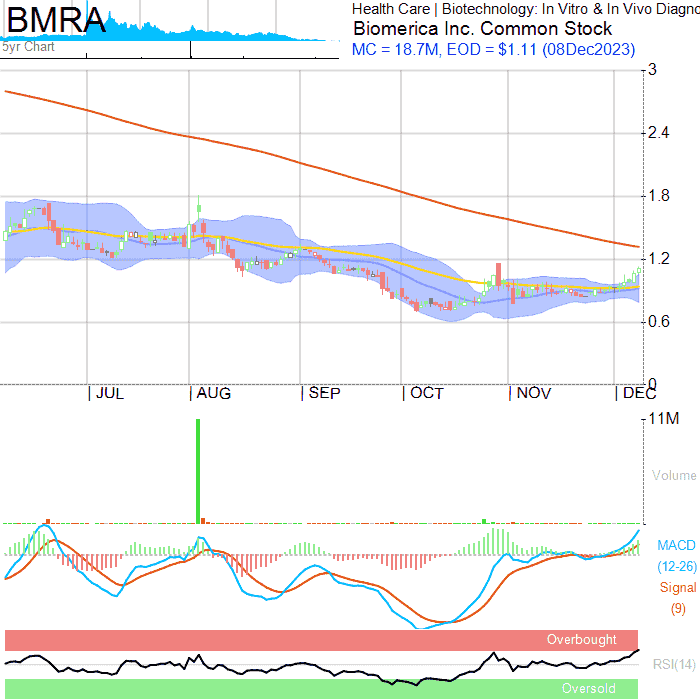 BMRA
5yr Chart
Health Care | Biotechnology: In Vitro & In Vivo Diagno
Biomerica Inc. Common Stock
MC = 18.7M, EOD = $1.11 (08Dec2023)
3
2.4
1.8
1.2
0.6
0
JUL AUG SEP OCT NOV DEC
11M
Volume
MACD
(12-26)
Signal
(9)
Overbought
RSI(14)
Oversold